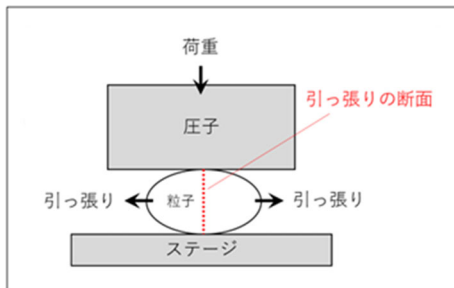 荷重
引っ張りの断面
圧子
引っ張り
粒子
引っ張り
ステージ